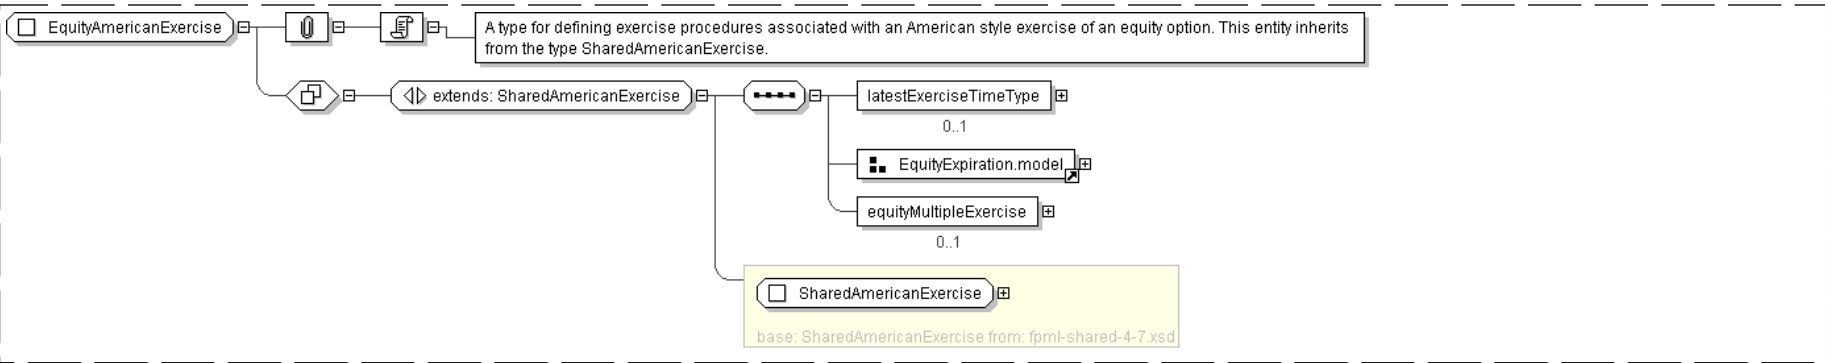 EquityAmericanExercise
A type for defining exercise procedures associated with an American style exercise of an equity option. This entity inherits
from the type SharedAmericanExercise.
extends: SharedAmericanExercise
latestExerciseTimeType
0..1
EquityExpiration.model
equityMultipleExercise
0..1
SharedAmericanExercise
base: SharedAmericanExercise from: fpml-shared-4-7.xsd